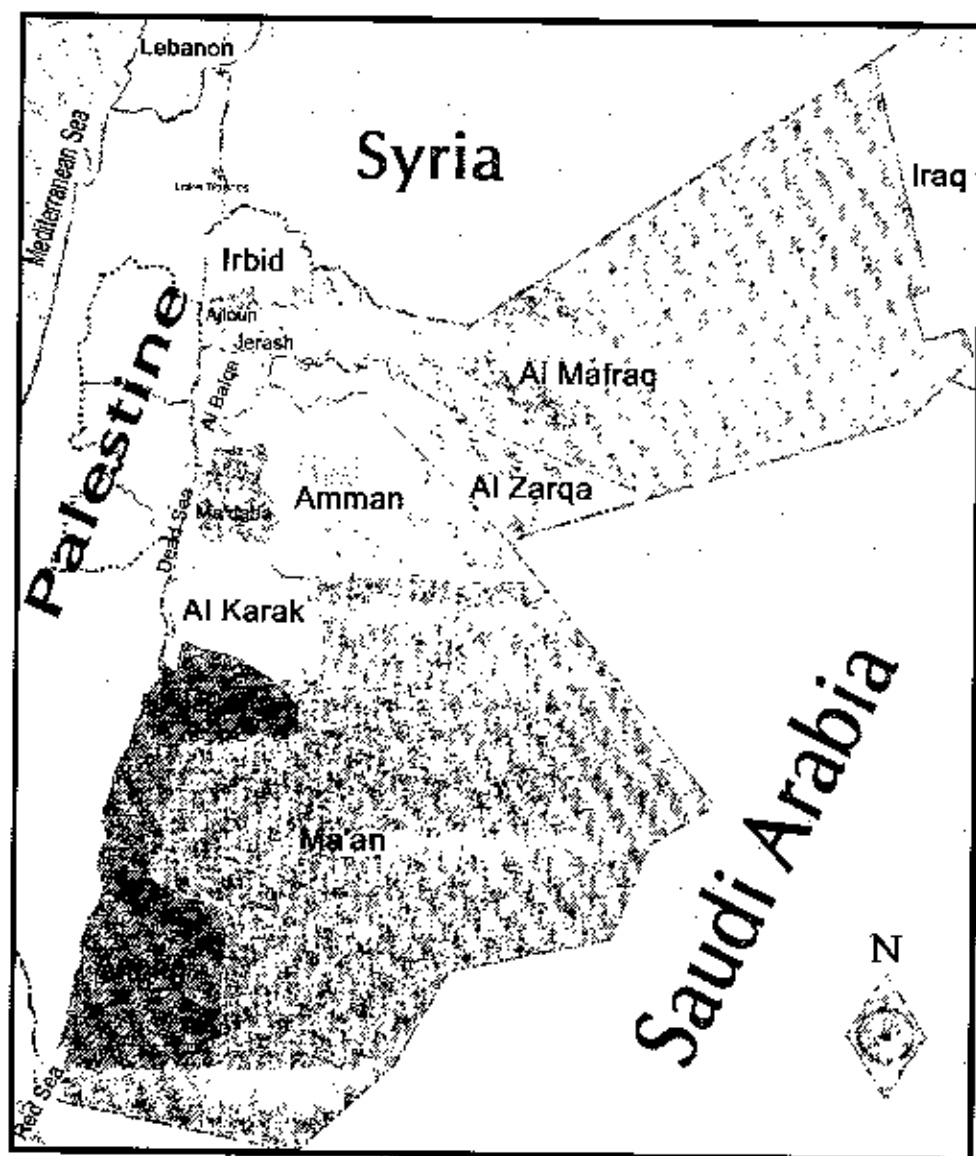 Lebanon
Mediterranean Sea
Syria
Iraq
Irbid
Ajloun
Jerash
Al Mafraq
Al Balqa
Palestine
Al Zarqa
Amman
Madaba
Dead Sea
Al Karak
Saudi Arabia
Ma'an
N
Red Sea